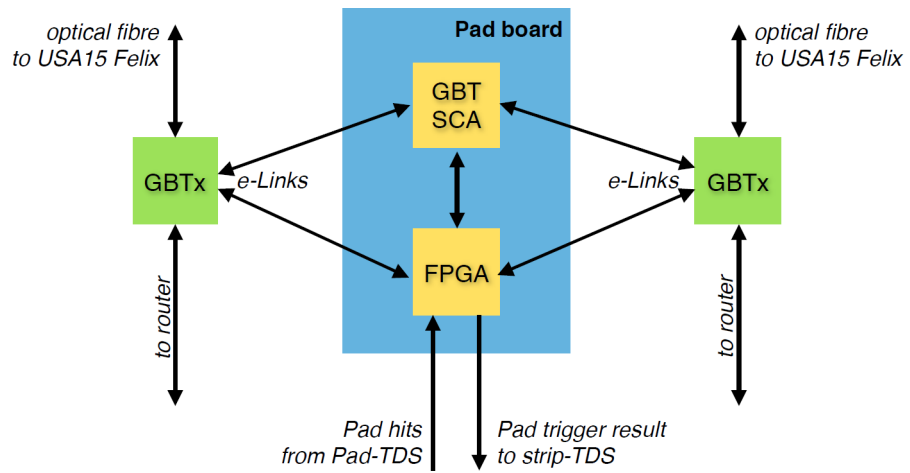 optical fibre
to USA15 Felix
Pad board
optical fibre
to USA15 Felix
GBT
SCA
GBTx
e-Links
e-Links
GBTx
FPGA
to router
to router
Pad hits
from Pad-TDS
Pad trigger result
to strip-TDS